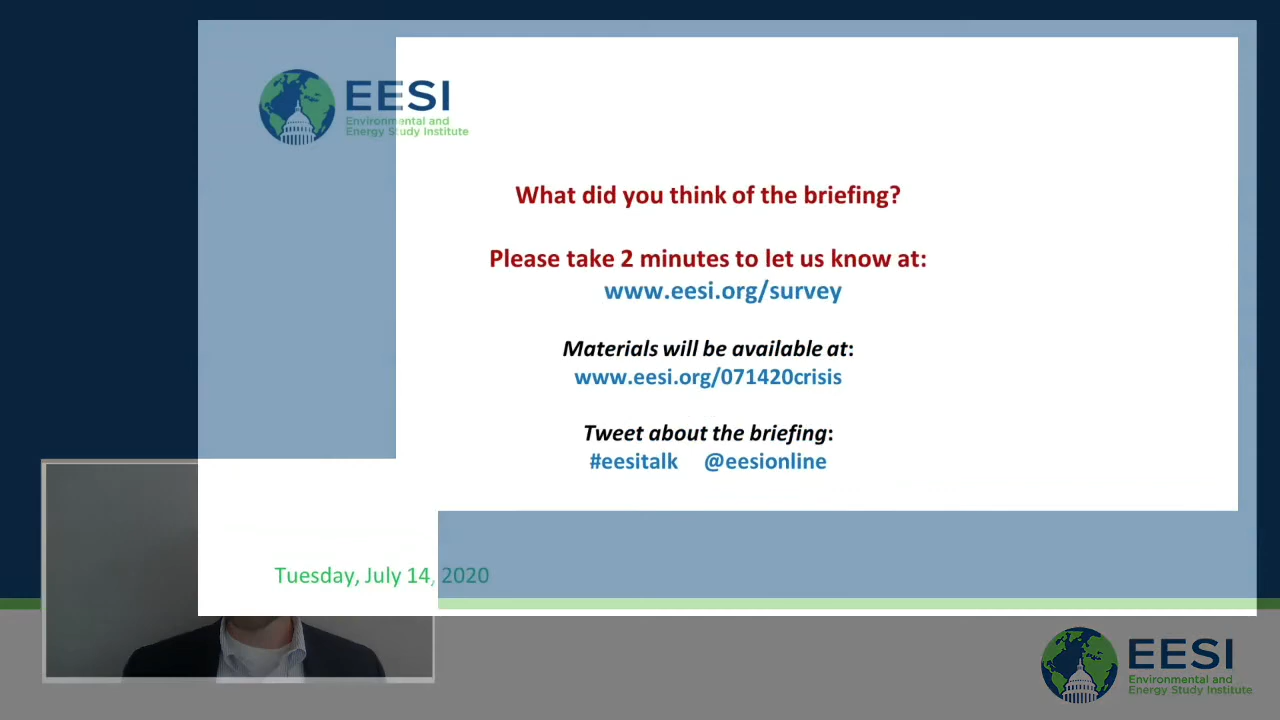 EESI
Environmental and
Energy Study Institute
What did you think of the briefing?
Please take 2 minutes to let us know at:
www.eesi.org/survey
Materials will be available at:
www.eesi.org/071420crisis
Tweet about the briefing:
#eesitalk @eesionline
Tuesday, July 14, 2020
EESI
Environmental and
Energy Study Institute